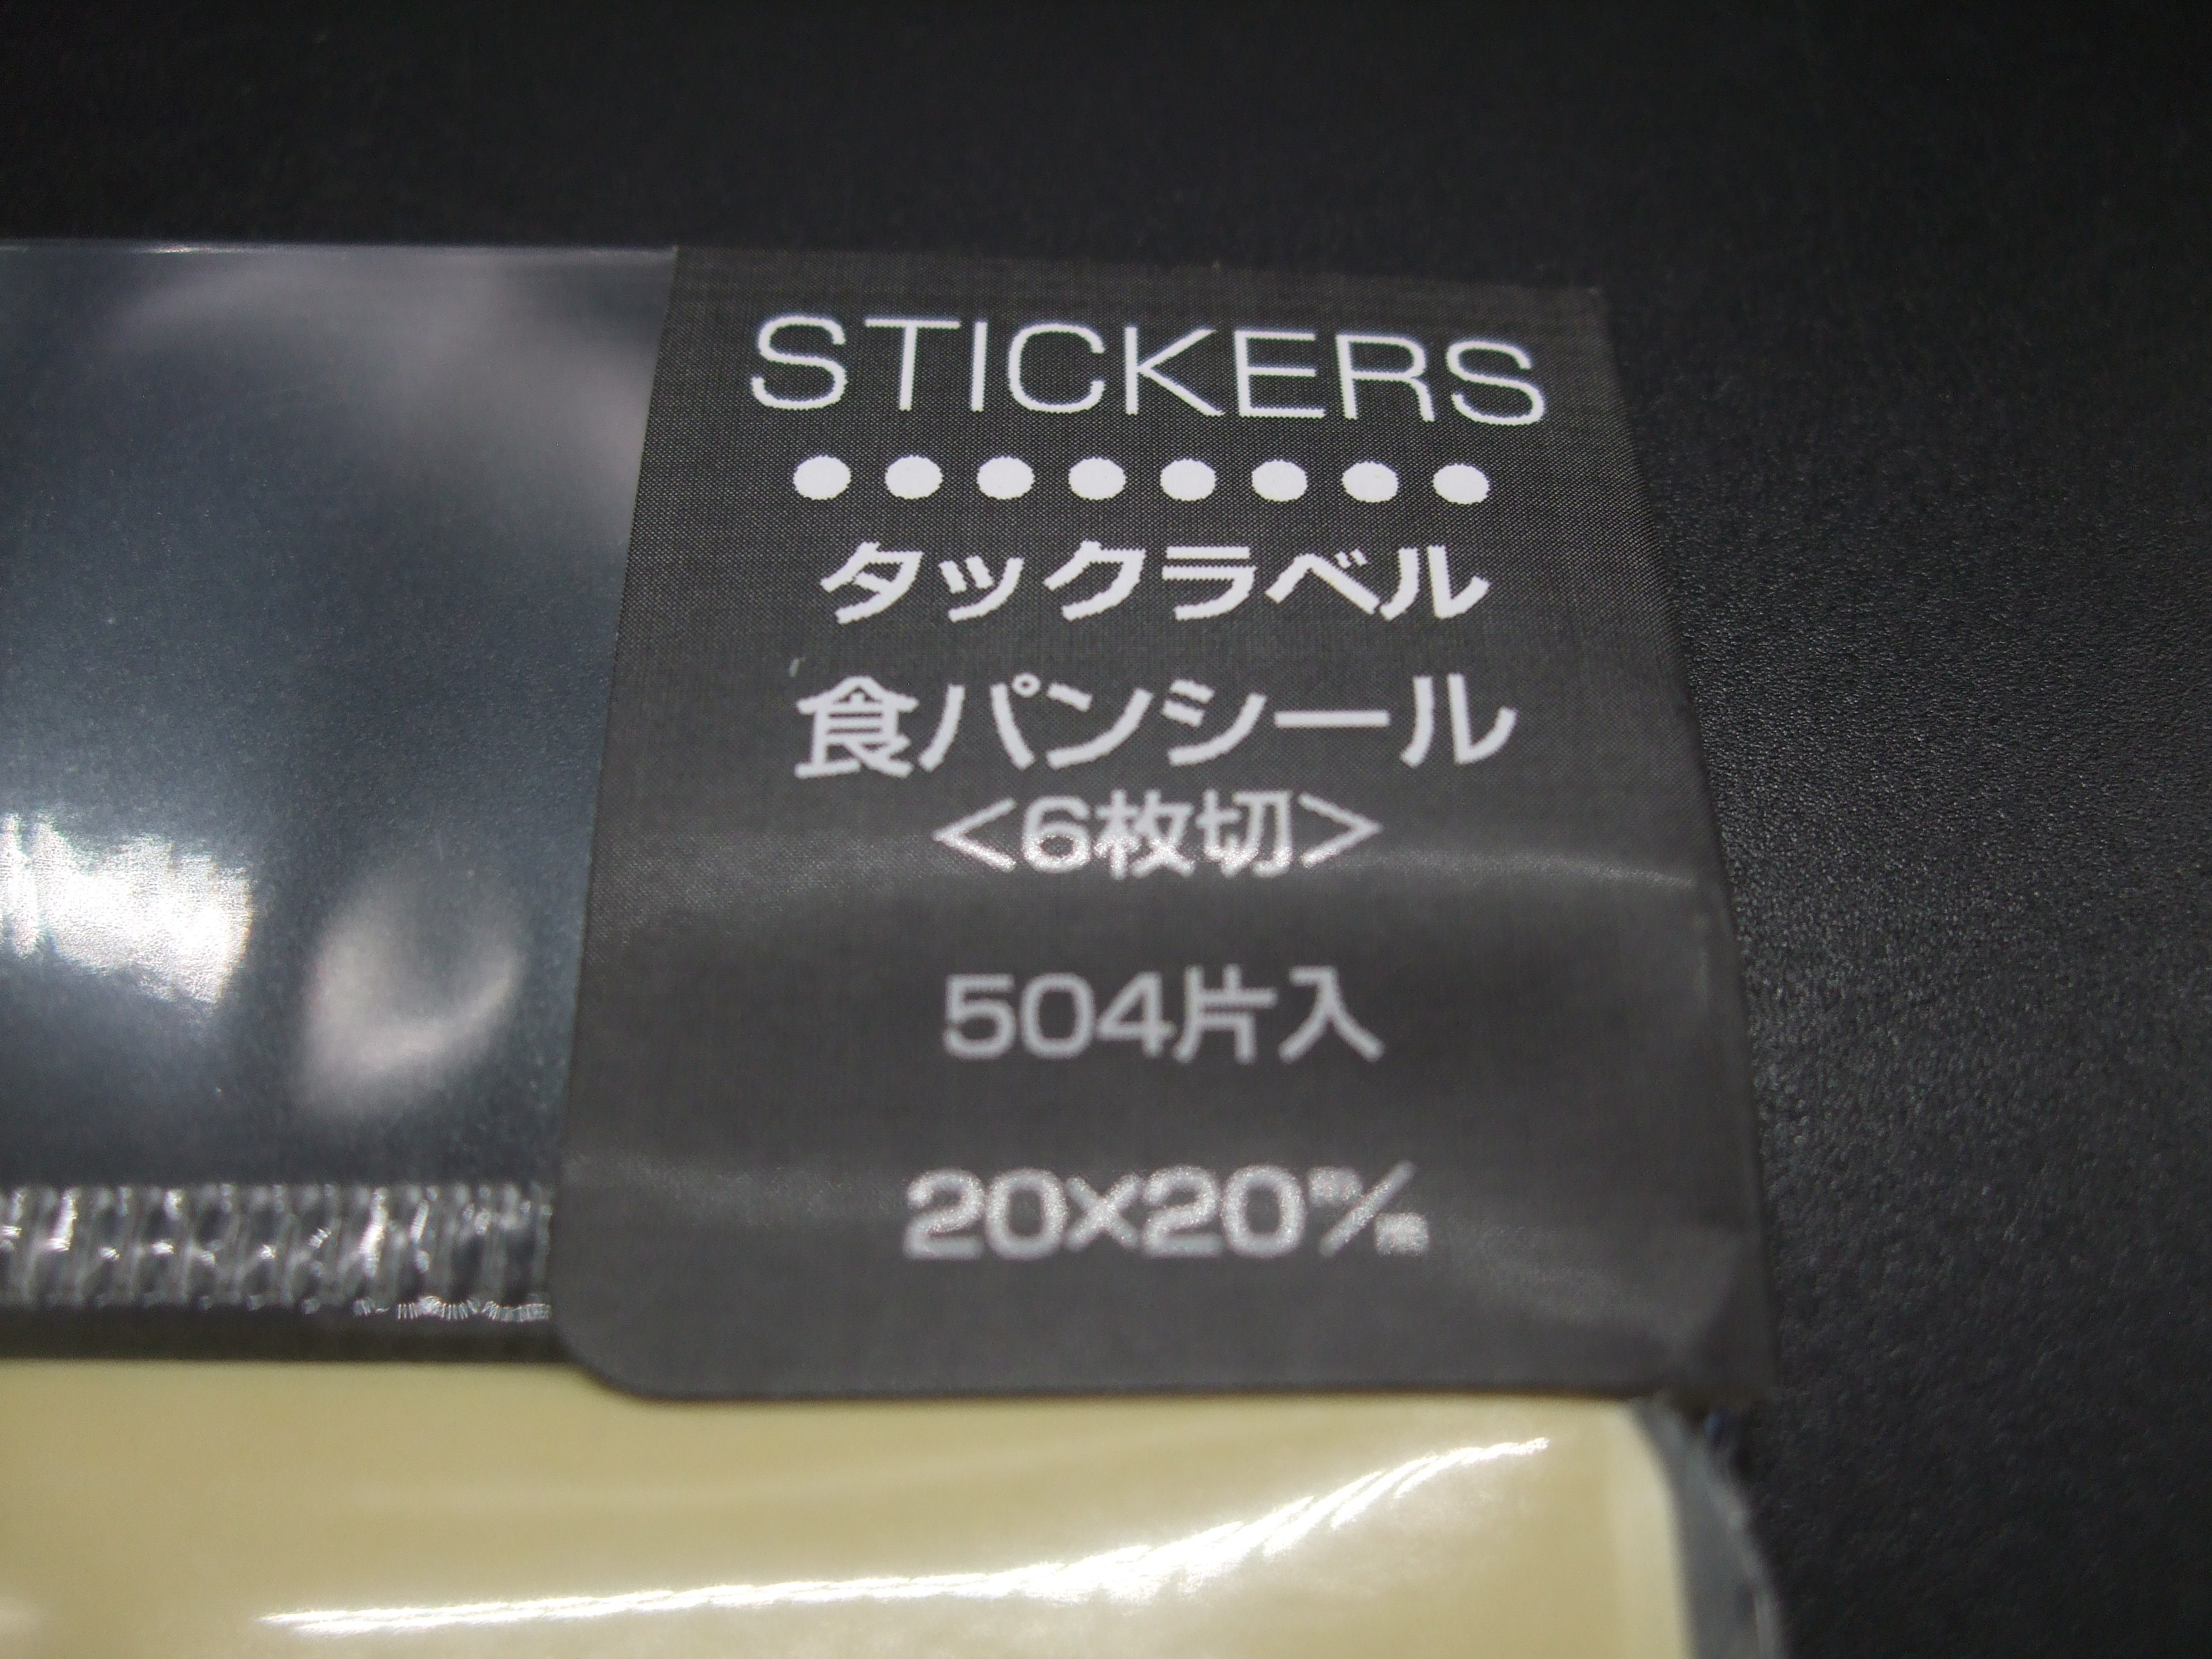 STICKERS
タックラベル
食パンシール
<6枚切>
504片入
20×20㎜